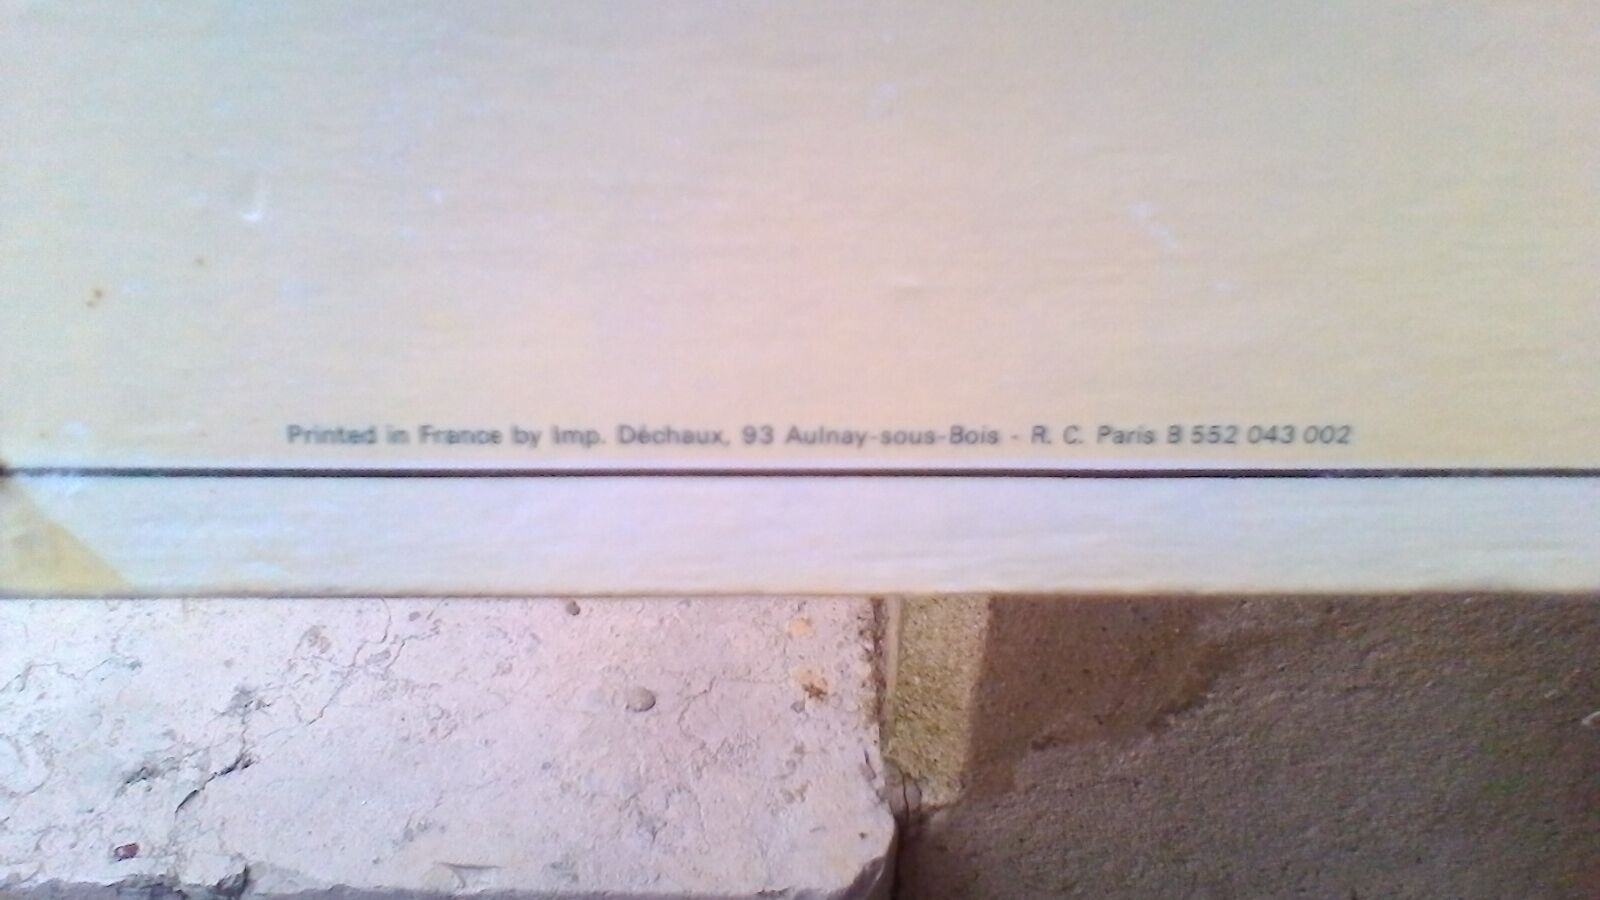 Printed in France by Imp. Déchaux, 93 Aulnay-sous-Bois - R. C. Paris B 552 043 002